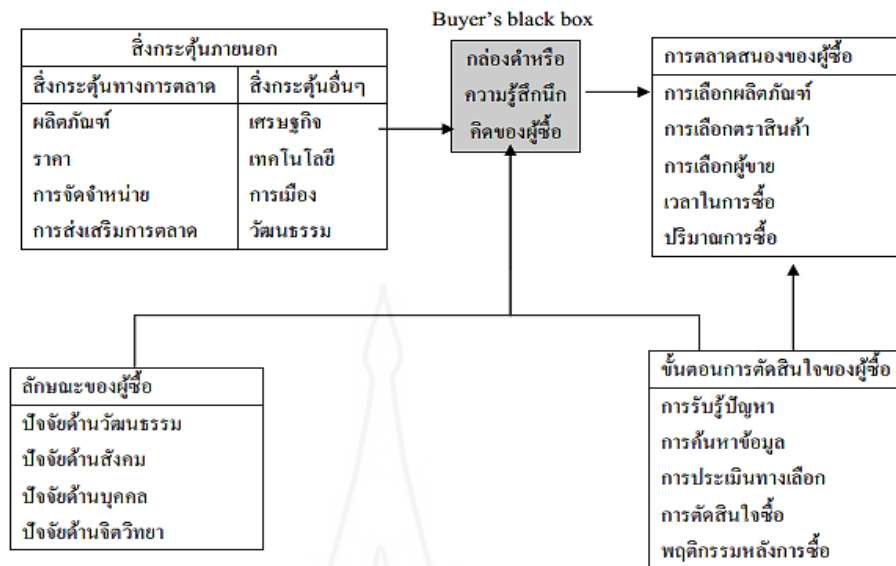 Buyer's black box
สิ่งกระตุ้นภายนอก
สิ่งกระตุ้นทางการตลาด
ผลิตภัณฑ์
ราคา
การจัดจำหน่าย
การส่งเสริมการตลาด
สิ่งกระตุ้นอื่นๆ
เศรษฐกิจ
เทคโนโลยี
การเมือง
วัฒนธรรม
กล่องดำหรือ
ความรู้สึกนึก
คิดของผู้ซื้อ
การตลาดสนองของผู้ซื้อ
การเลือกผลิตภัณฑ์
การเลือกตราสินค้า
การเลือกผู้ขาย
เวลาในการซื้อ
ปริมาณการซื้อ
ลักษณะของผู้ซื้อ
ปัจจัยด้านวัฒนธรรม
ปัจจัยด้านสังคม
ปัจจัยด้านบุคคล
ปัจจัยด้านจิตวิทยา
ขั้นตอนการตัดสินใจของผู้ซื้อ
การรับรู้ปัญหา
การค้นหาข้อมูล
การประเมินทางเลือก
การตัดสินใจซื้อ
พฤติกรรมหลังการซื้อ